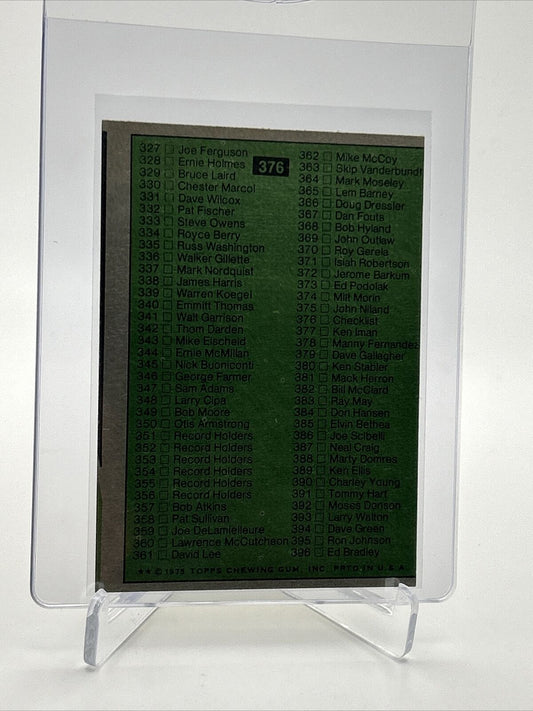 376
327 Joe Ferguson
328 Ernie Holmes
329 Bruce Laird
330 Chester Marcol
331 Dave Wilcox
332 Pat Fischer
333 Steve Owens
334 Royce Berry
335 Russ Washington
336 Walker Gillette
337 Mark Nordquist
338 James Harris
339 Warren Koegel
340 Emmitt Thomas
341 Walt Garrison
342 Thom Darden
343 Mike Eischeid
344 Ernie McMillan
345 Nick Buoniconti
346 George Farmer
347 Sam Adams
348 Larry Cipa
349 Bob Moore
350 Otis Armstrong
351 Record Holders
352 Record Holders
353 Record Holders
354 Record Holders
355 Record Holders
356 Record Holders
357 Bob Atkins
358 Pat Sullivan
359 Joe DeLamielleure
360 Lawrence McCutcheon
361 David Lee
362 Mike McCoy
363 Skip Vanderbundt
364 Mark Moseley
365 Lem Barney
366 Doug Dressler
367 Dan Fouts
368 Bob Hyland
369 John Outlaw
370 Roy Gerela
371 Isiah Robertson
372 Jerome Barkum
373 Ed Podolak
374 Milt Morin
375 John Niland
376 Checklist
377 Ken Iman
378 Manny Fernandez
379 Dave Gallagher
380 Ken Stabler
381 Mack Herron
382 Bill McClard
383 Ray May
384 Don Hansen
385 Elvin Bethea
386 Joe Scibelli
387 Neal Craig
388 Marty Domres
389 Ken Ellis
390 Charley Young
391 Tommy Hart
392 Moses Denson
393 Larry Walton
394 Dave Green
395 Ron Johnson
396 Ed Bradley
★★ © 1975 TOPPS CHEWING GUM, INC. PRTD. IN U.S.A.